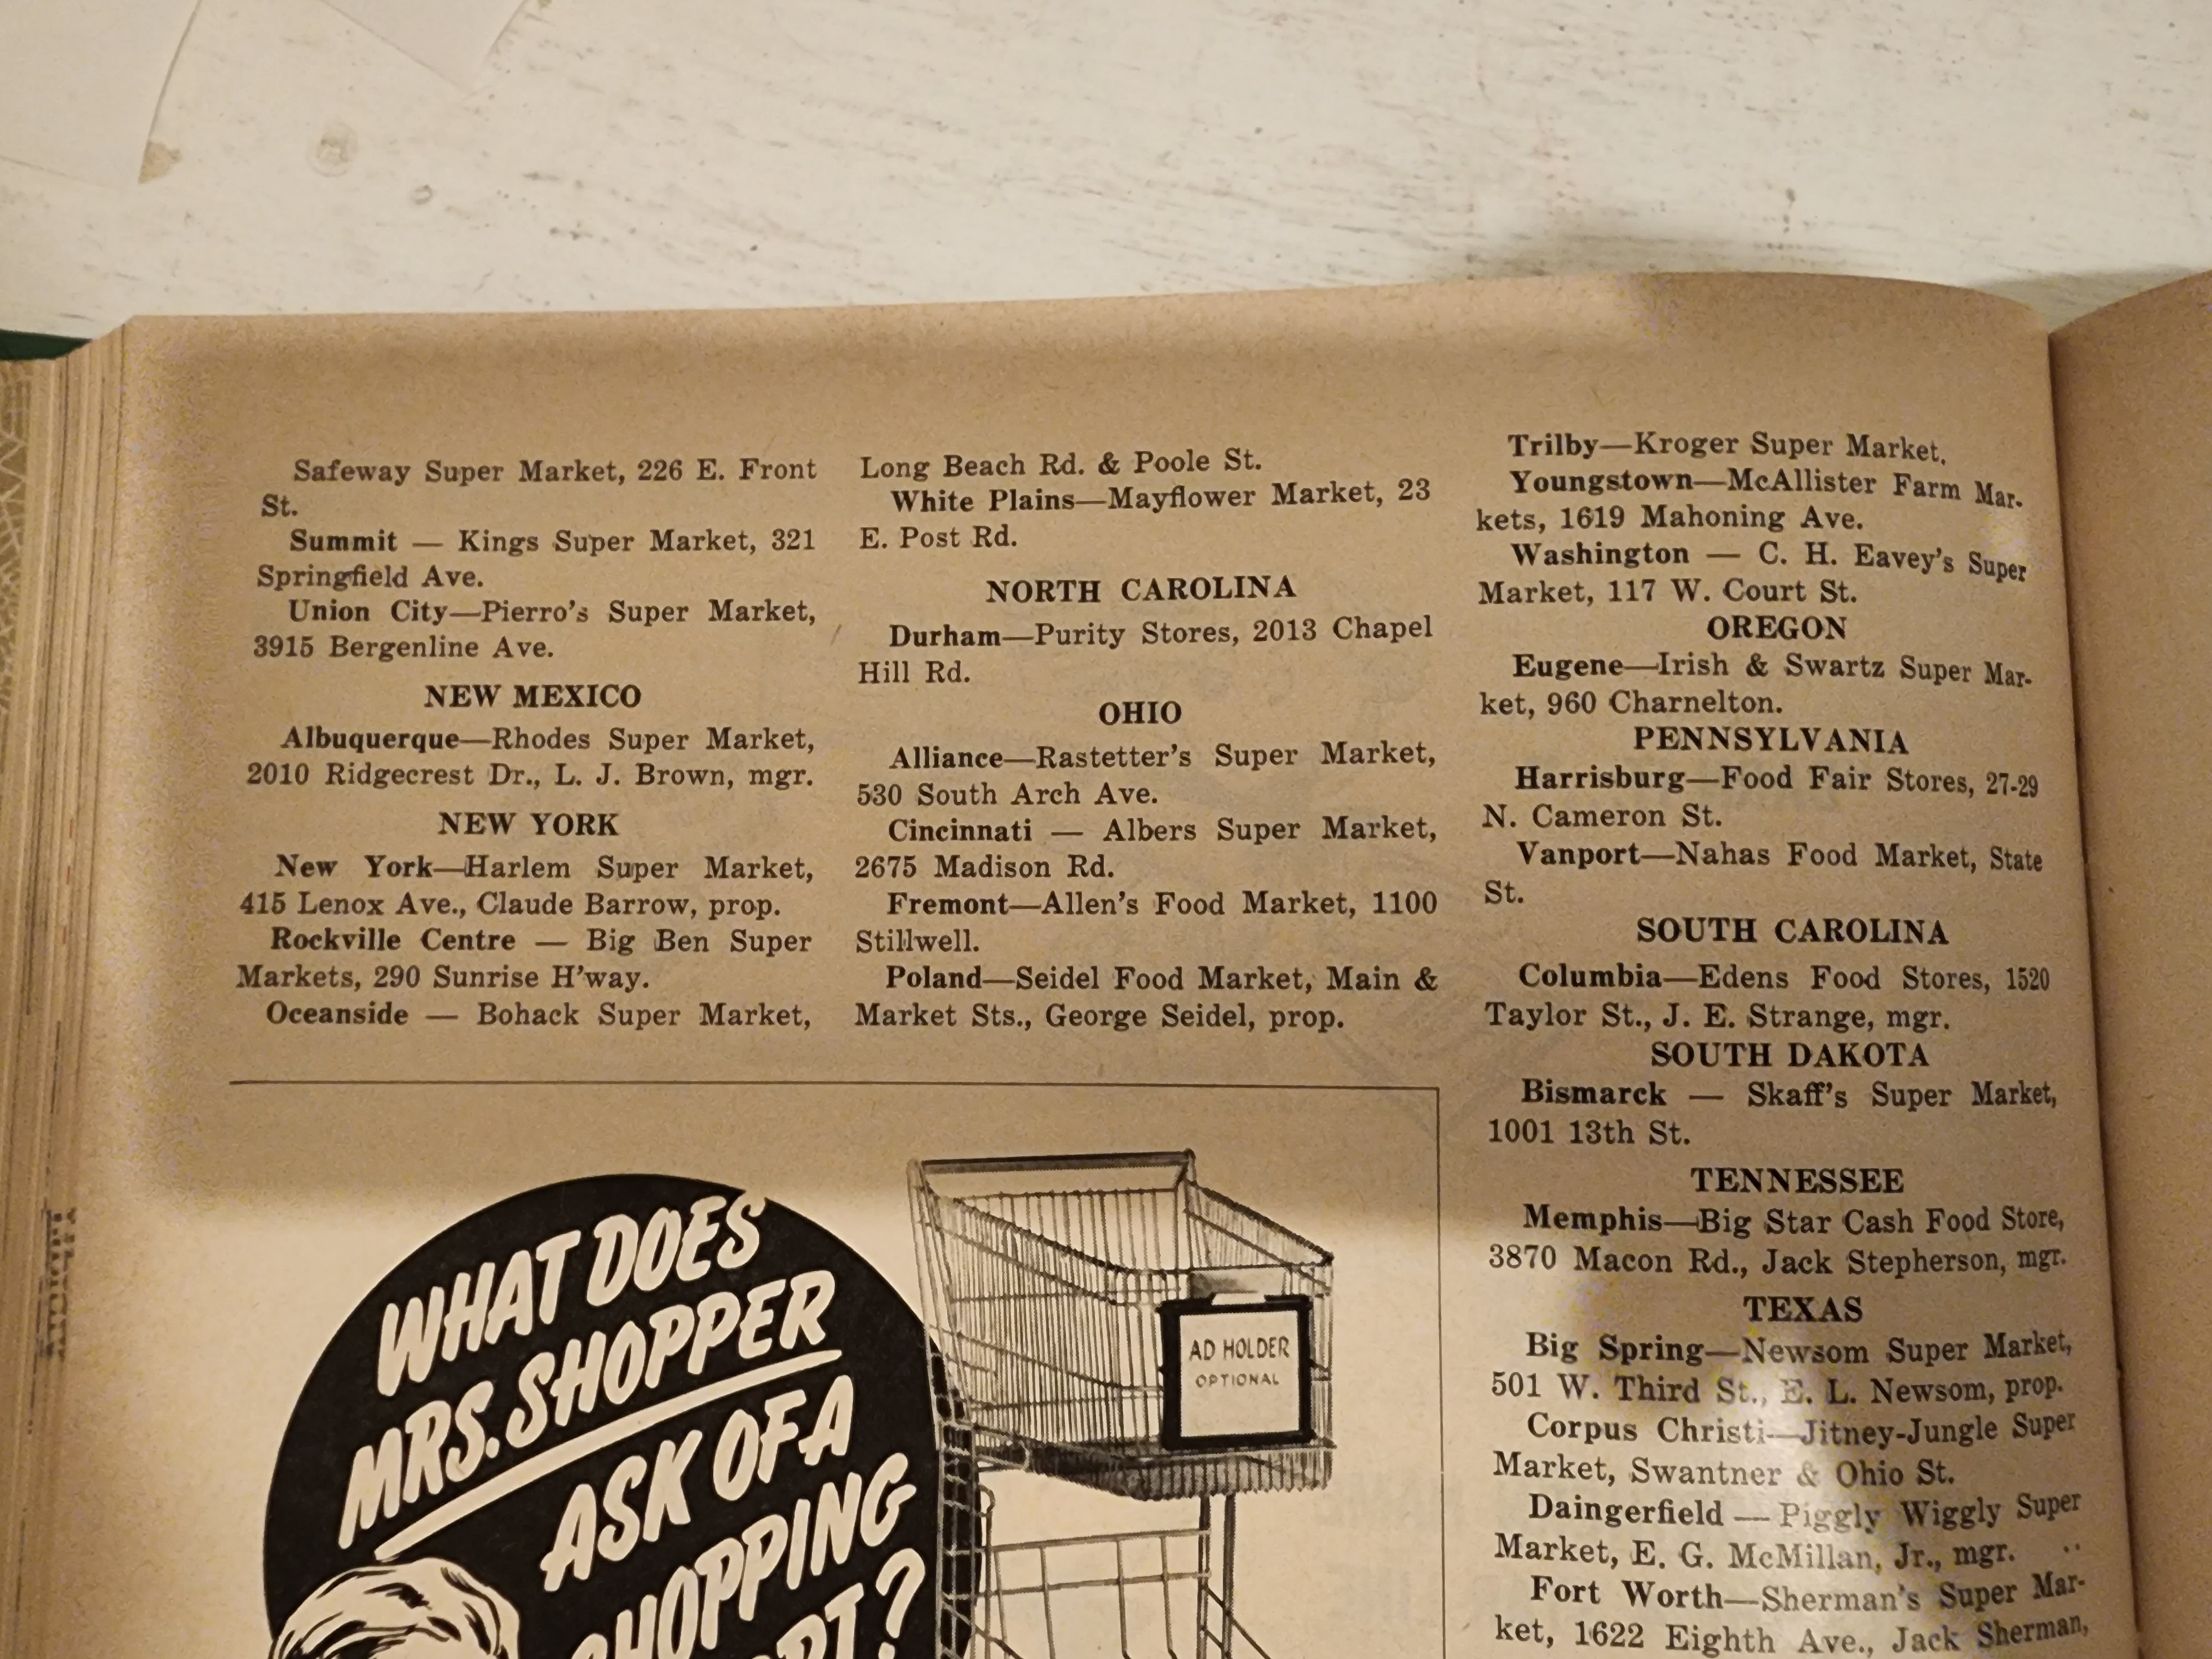 Safeway Super Market, 226 E. Front
St.
Summit — Kings Super Market, 321
Springfield Ave.
Union City—Pierro's Super Market,
3915 Bergenline Ave.
NEW MEXICO
Albuquerque—Rhodes Super Market,
2010 Ridgecrest Dr., L. J. Brown, mgr.
NEW YORK
New York—Harlem Super Market,
415 Lenox Ave., Claude Barrow, prop.
Rockville Centre — Big Ben Super
Markets, 290 Sunrise H'way.
Oceanside — Bohack Super Market,
Long Beach Rd. & Poole St.
White Plains—Mayflower Market, 23
E. Post Rd.
NORTH CAROLINA
Durham—Purity Stores, 2013 Chapel
Hill Rd.
OHIO
Alliance—Rastetter's Super Market,
530 South Arch Ave.
Cincinnati — Albers Super Market,
2675 Madison Rd.
Fremont—Allen's Food Market, 1100
Stillwell.
Poland—Seidel Food Market, Main &
Market Sts., George Seidel, prop.
Trilby—Kroger Super Market.
Youngstown—McAllister Farm Mar-
kets, 1619 Mahoning Ave.
Washington — C. H. Eavey's Super
Market, 117 W. Court St.
OREGON
Eugene—Irish & Swartz Super Mar-
ket, 960 Charnelton.
PENNSYLVANIA
Harrisburg—Food Fair Stores, 27-29
N. Cameron St.
Vanport—Nahas Food Market, State
St.
SOUTH CAROLINA
Columbia—Edens Food Stores, 1520
Taylor St., J. E. Strange, mgr.
SOUTH DAKOTA
Bismarck — Skaff's Super Market,
1001 13th St.
TENNESSEE
Memphis—Big Star Cash Food Store,
3870 Macon Rd., Jack Stepherson, mgr.
TEXAS
Big Spring—Newsom Super Market,
501 W. Third St., E. L. Newsom, prop.
Corpus Christi—Jitney-Jungle Super
Market, Swantner & Ohio St.
Daingerfield — Piggly Wiggly Super
Market, E. G. McMillan, Jr., mgr.
Fort Worth—Sherman's Super Mar-
ket, 1622 Eighth Ave., Jack Sherman,
WHAT DOES
MRS. SHOPPER
ASK OF A
SHOPPING
AD HOLDER
OPTIONAL